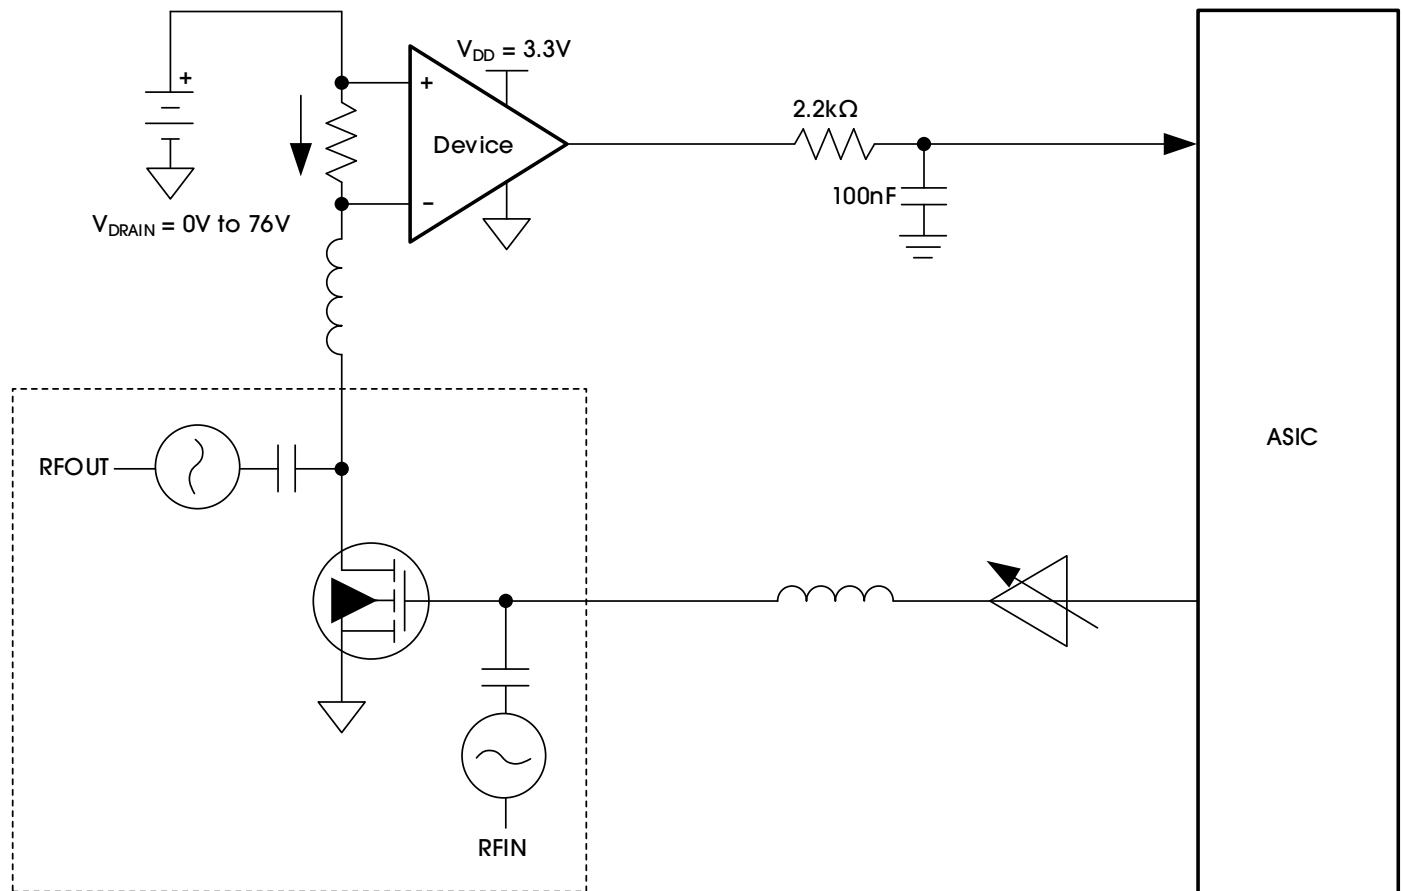 V_DD = 3.3V
+
+
Device
−
2.2kΩ
100nF
V_DRAIN = 0V to 76V
ASIC
RFOUT
RFIN